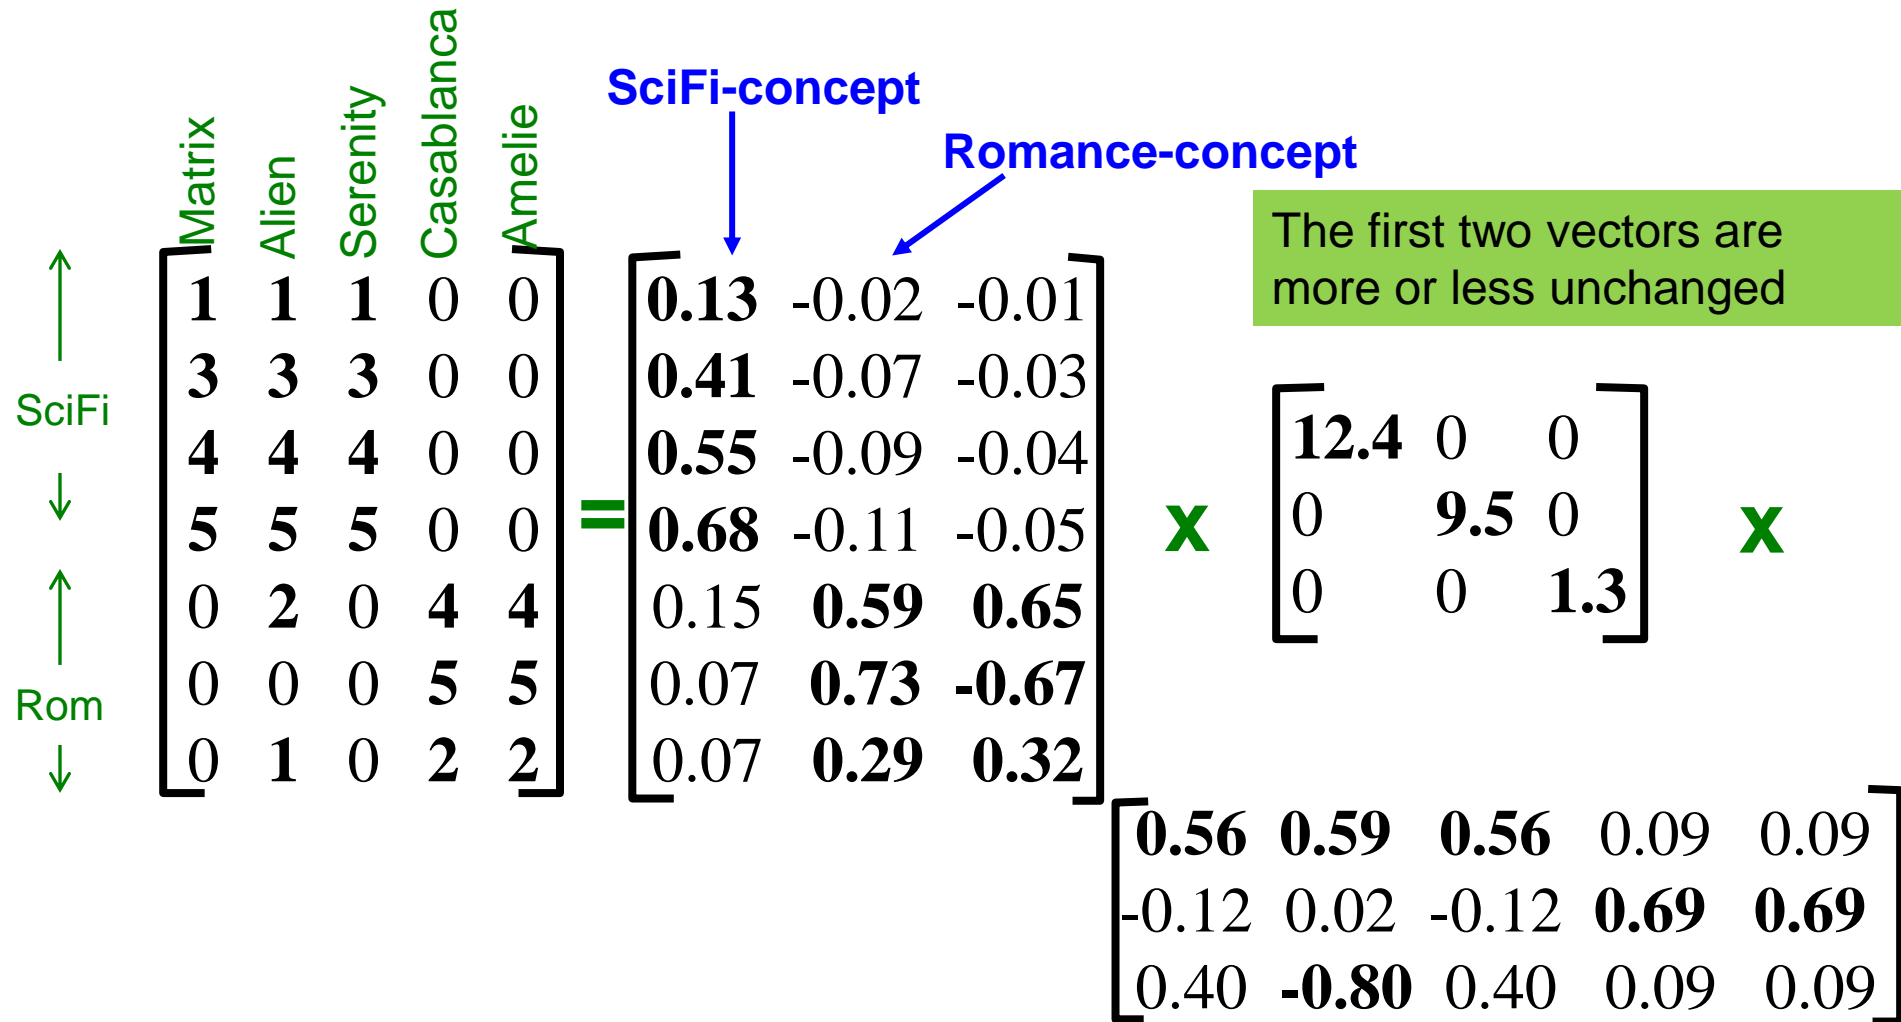 Matrix
Alien
Serenity
Casablanca
Amelie
SciFi-concept
Romance-concept
The first two vectors are
more or less unchanged
SciFi
Rom
1 1 1 0 0
3 3 3 0 0
4 4 4 0 0
5 5 5 0 0
0 2 0 4 4
0 0 0 5 5
0 1 0 2 2
=
0.13 -0.02 -0.01
0.41 -0.07 -0.03
0.55 -0.09 -0.04
0.68 -0.11 -0.05
0.15 0.59 0.65
0.07 0.73 -0.67
0.07 0.29 0.32
x
12.4 0 0
0 9.5 0
0 0 1.3
x
0.56 0.59 0.56 0.09 0.09
-0.12 0.02 -0.12 0.69 0.69
0.40 -0.80 0.40 0.09 0.09